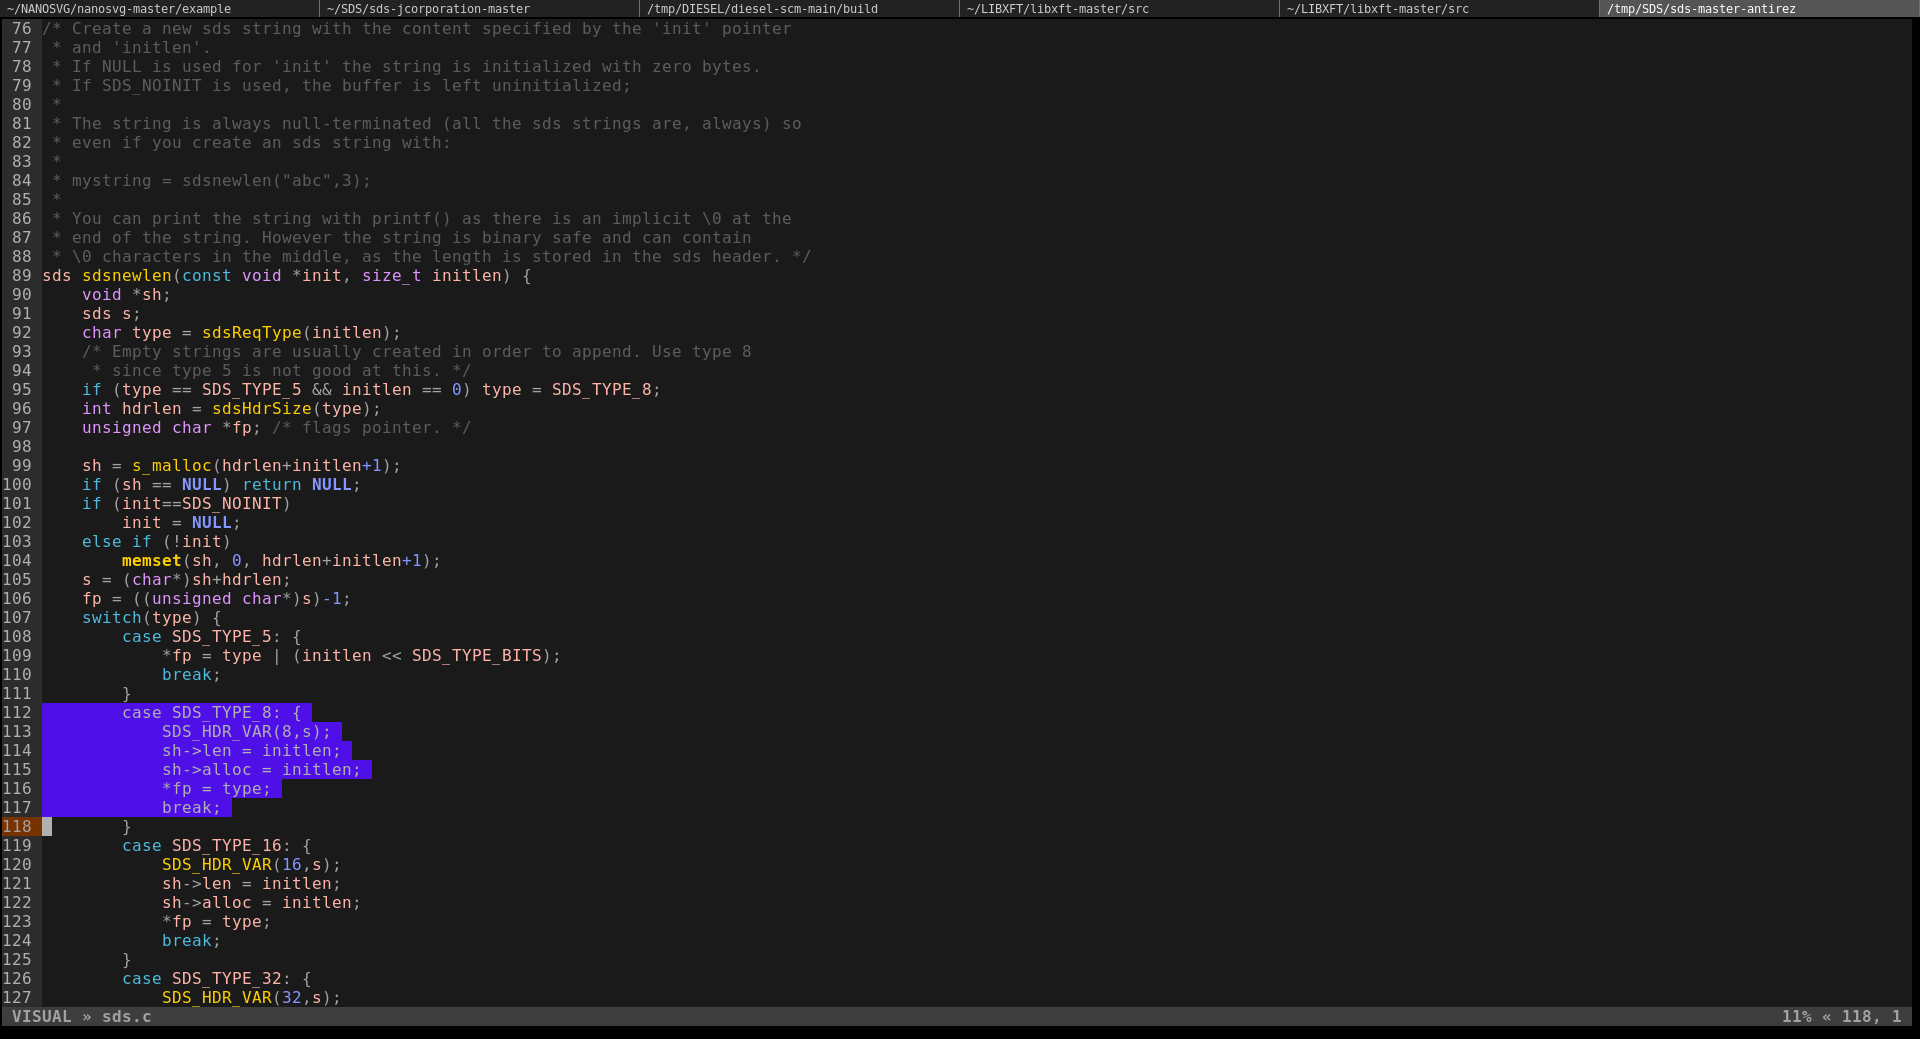 ~/NANOSVG/nanosvg-master/example ~/SDS/sds-jcorporation-master /tmp/DIESEL/diesel-scm-main/build ~/LIBXFT/libxft-master/src ~/LIBXFT/libxft-master/src /tmp/SDS/sds-master-antirez
76 /* Create a new sds string with the content specified by the 'init' pointer
77  * and 'initlen'.
78  * If NULL is used for 'init' the string is initialized with zero bytes.
79  * If SDS_NOINIT is used, the buffer is left uninitialized;
80  *
81  * The string is always null-terminated (all the sds strings are, always) so
82  * even if you create an sds string with:
83  *
84  * mystring = sdsnewlen("abc",3);
85  *
86  * You can print the string with printf() as there is an implicit \0 at the
87  * end of the string. However the string is binary safe and can contain
88  * \0 characters in the middle, as the length is stored in the sds header. */
89 sds sdsnewlen(const void *init, size_t initlen) {
90     void *sh;
91     sds s;
92     char type = sdsReqType(initlen);
93     /* Empty strings are usually created in order to append. Use type 8
94      * since type 5 is not good at this. */
95     if (type == SDS_TYPE_5 && initlen == 0) type = SDS_TYPE_8;
96     int hdrlen = sdsHdrSize(type);
97     unsigned char *fp; /* flags pointer. */
98
99     sh = s_malloc(hdrlen+initlen+1);
100     if (sh == NULL) return NULL;
101     if (init==SDS_NOINIT)
102         init = NULL;
103     else if (!init)
104         memset(sh, 0, hdrlen+initlen+1);
105     s = (char*)sh+hdrlen;
106     fp = ((unsigned char*)s)-1;
107     switch(type) {
108         case SDS_TYPE_5: {
109             *fp = type | (initlen << SDS_TYPE_BITS);
110             break;
111         }
112         case SDS_TYPE_8: {
113             SDS_HDR_VAR(8,s);
114             sh->len = initlen;
115             sh->alloc = initlen;
116             *fp = type;
117             break;
118         }
119         case SDS_TYPE_16: {
120             SDS_HDR_VAR(16,s);
121             sh->len = initlen;
122             sh->alloc = initlen;
123             *fp = type;
124             break;
125         }
126         case SDS_TYPE_32: {
127             SDS_HDR_VAR(32,s);
VISUAL » sds.c 11% « 118, 1